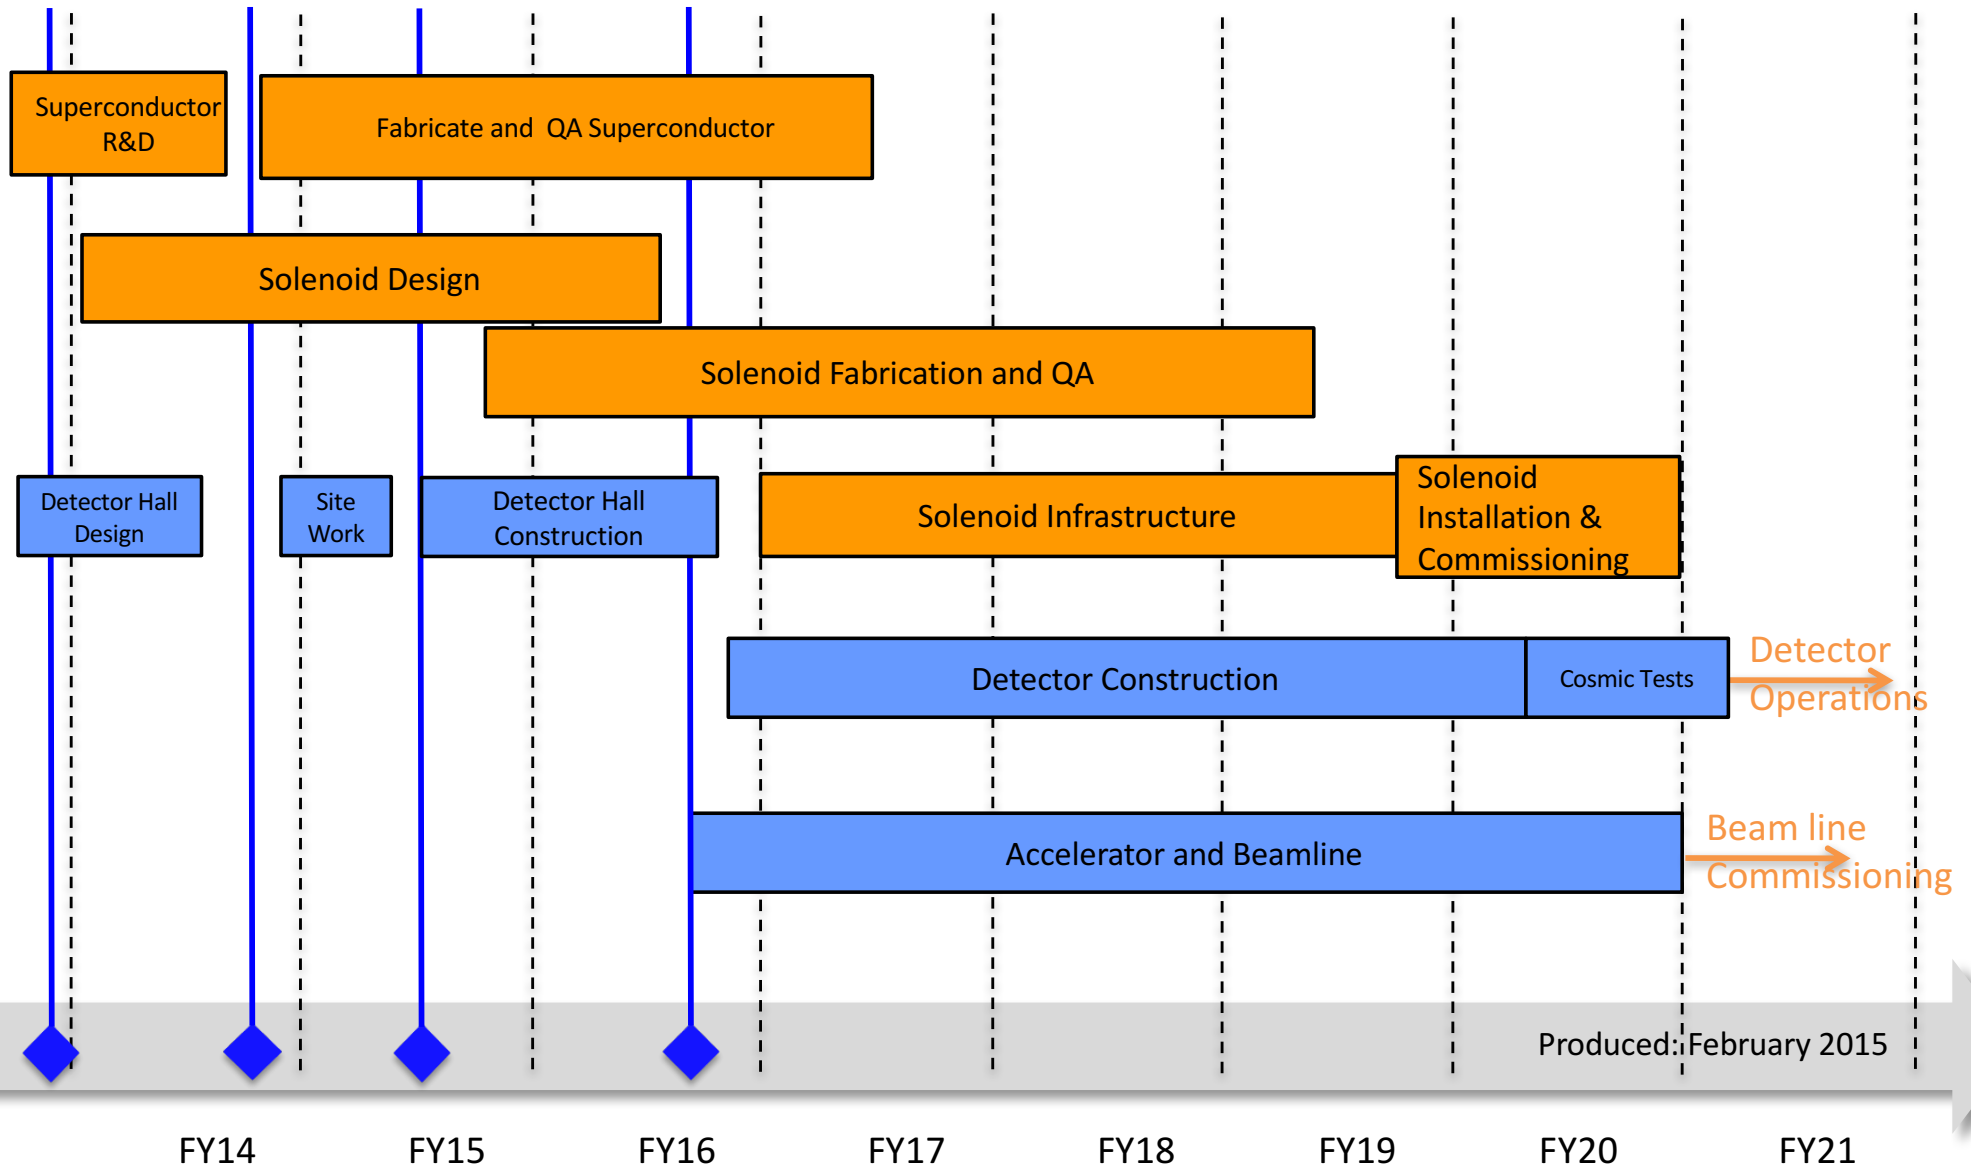 Superconductor
R&D
Fabricate and QA Superconductor
Solenoid Design
Solenoid Fabrication and QA
Detector Hall
Design
Site
Work
Detector Hall
Construction
Solenoid Infrastructure
Solenoid
Installation &
Commissioning
Detector Construction
Cosmic Tests
Detector
Operations
Accelerator and Beamline
Beam line
Commissioning
Produced: February 2015
FY14 FY15 FY16 FY17 FY18 FY19 FY20 FY21